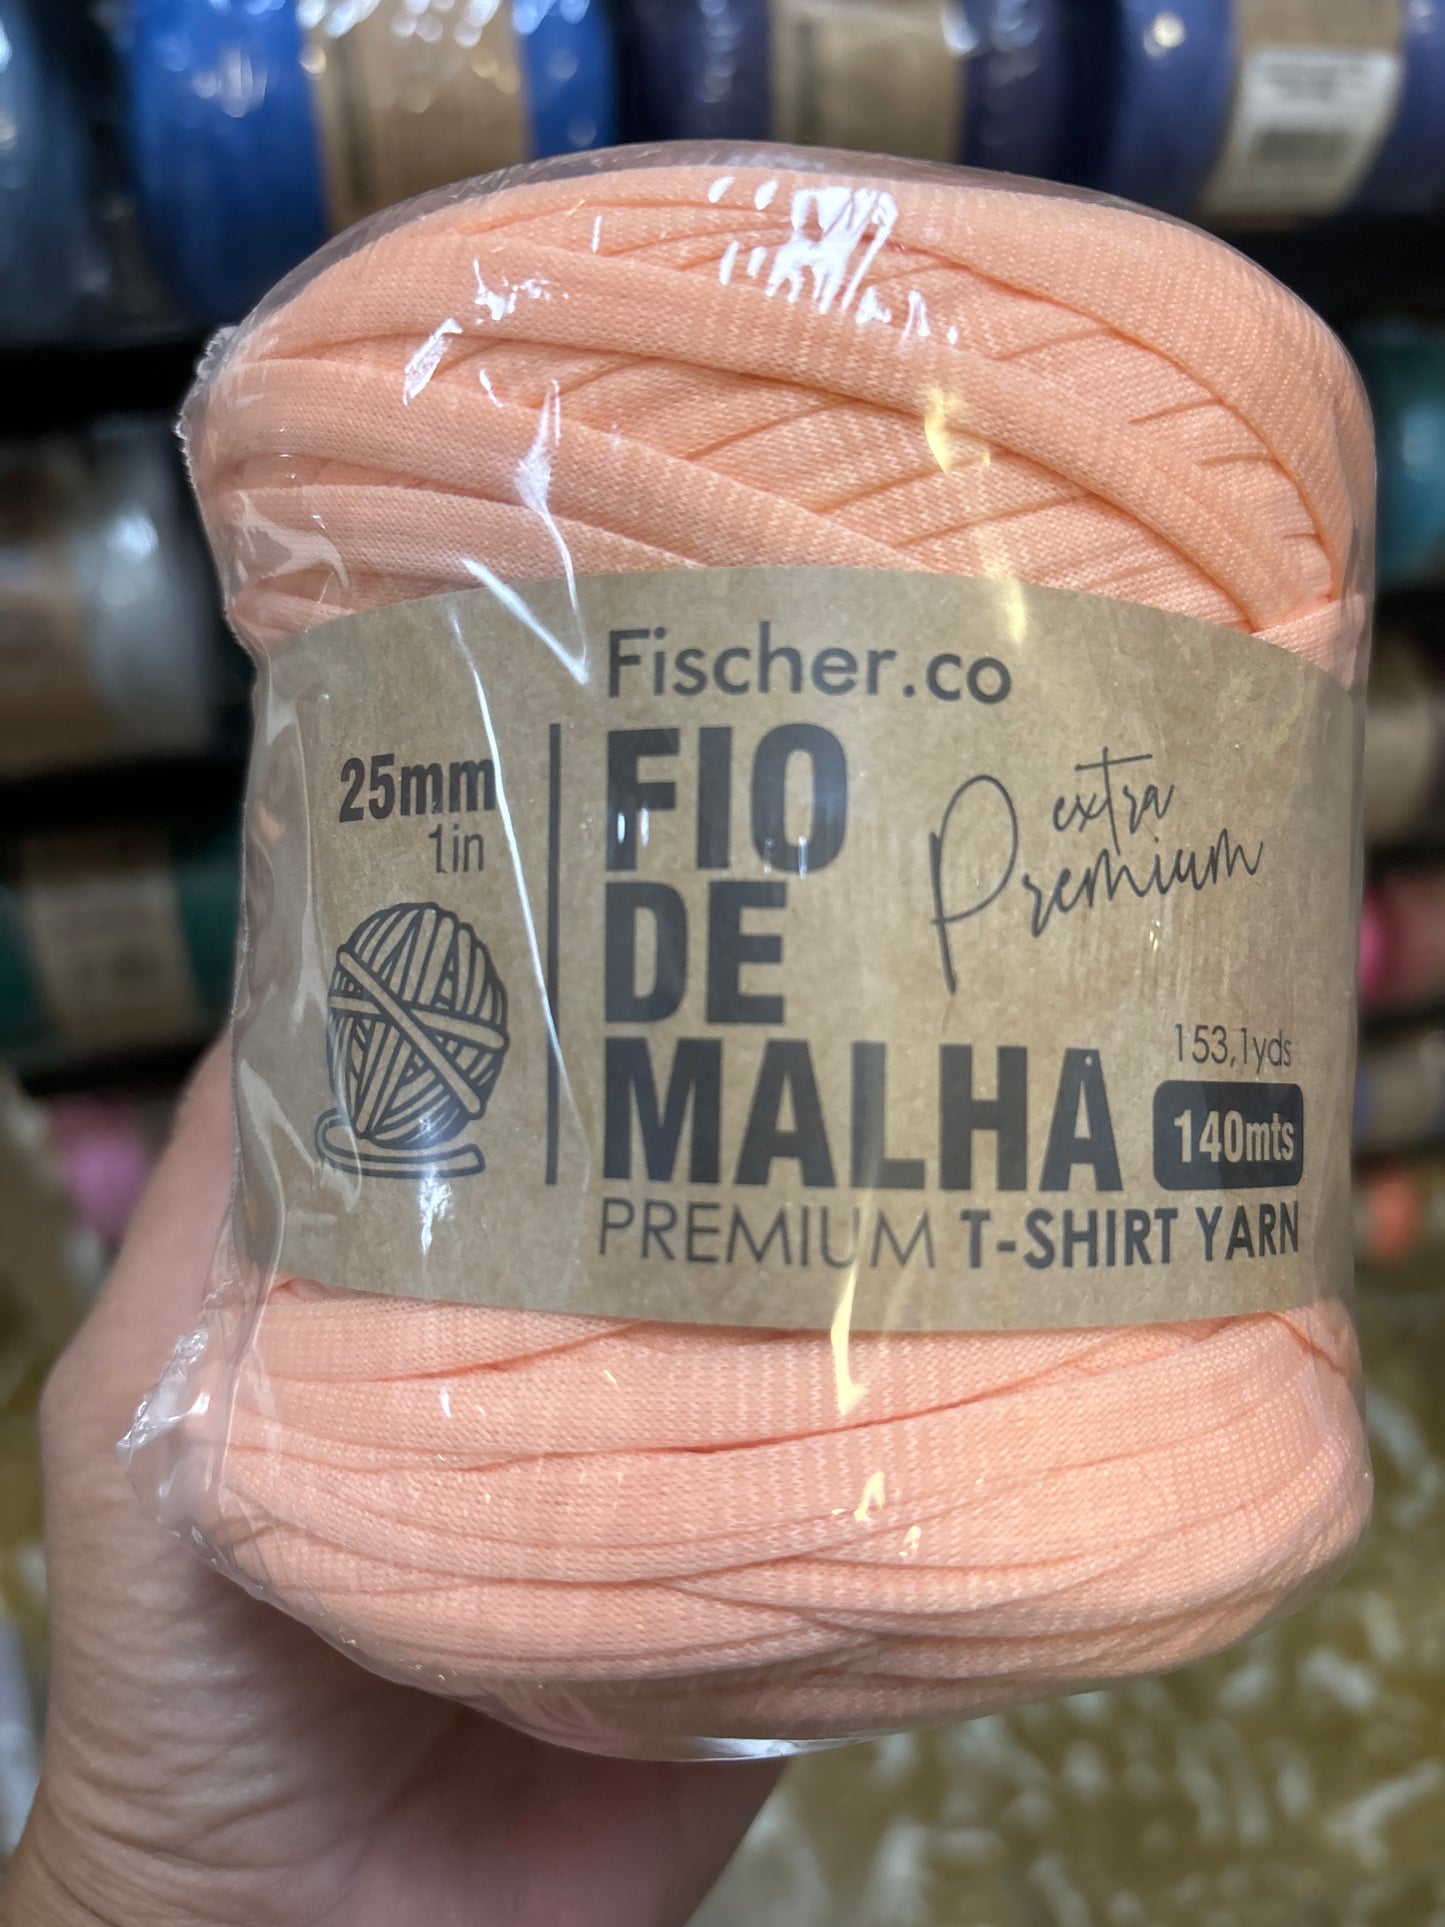 Fischer.co
25mm
1in
FIO
DE
MALHA
extra
Premium
153,1yds
140mts
PREMIUM T-SHIRT YARN